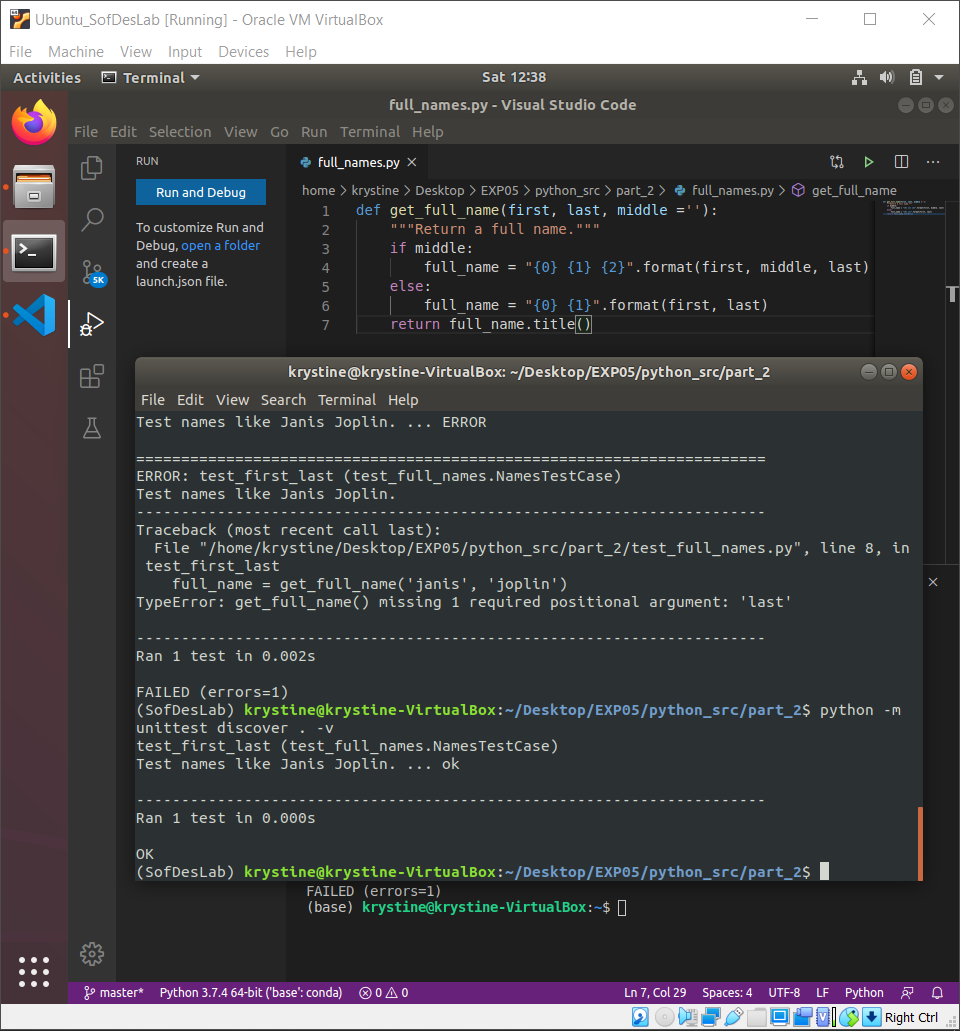 Ubuntu_SofDesLab [Running] - Oracle VM VirtualBox
File Machine View Input Devices Help
Activities Terminal Sat 12:38
full_names.py - Visual Studio Code
File Edit Selection View Go Run Terminal Help
RUN
Run and Debug
To customize Run and
Debug, open a folder
and create a
launch.json file.
SK
full_names.py
home > krystine > Desktop > EXP05 > python_src > part_2 > full_names.py > get_full_name
1 def get_full_name(first, last, middle =''):
2 """Return a full name."""
3 if middle:
4 full_name = "{0} {1} {2}".format(first, middle, last)
5 else:
6 full_name = "{0} {1}".format(first, last)
7 return full_name.title()
krystine@krystine-VirtualBox: ~/Desktop/EXP05/python_src/part_2
File Edit View Search Terminal Help
Test names like Janis Joplin. ... ERROR
======================================================================
ERROR: test_first_last (test_full_names.NamesTestCase)
Test names like Janis Joplin.
----------------------------------------------------------------------
Traceback (most recent call last):
File "/home/krystine/Desktop/EXP05/python_src/part_2/test_full_names.py", line 8, in
test_first_last
full_name = get_full_name('janis', 'joplin')
TypeError: get_full_name() missing 1 required positional argument: 'last'
----------------------------------------------------------------------
Ran 1 test in 0.002s
FAILED (errors=1)
(SofDesLab) krystine@krystine-VirtualBox:~/Desktop/EXP05/python_src/part_2$ python -m
unittest discover . -v
test_first_last (test_full_names.NamesTestCase)
Test names like Janis Joplin. ... ok
----------------------------------------------------------------------
Ran 1 test in 0.000s
OK
(SofDesLab) krystine@krystine-VirtualBox:~/Desktop/EXP05/python_src/part_2$
FAILED (errors=1)
(base) krystine@krystine-VirtualBox:~$
master* Python 3.7.4 64-bit ('base': conda) 0 0 Ln 7, Col 29 Spaces: 4 UTF-8 LF Python
Right Ctrl